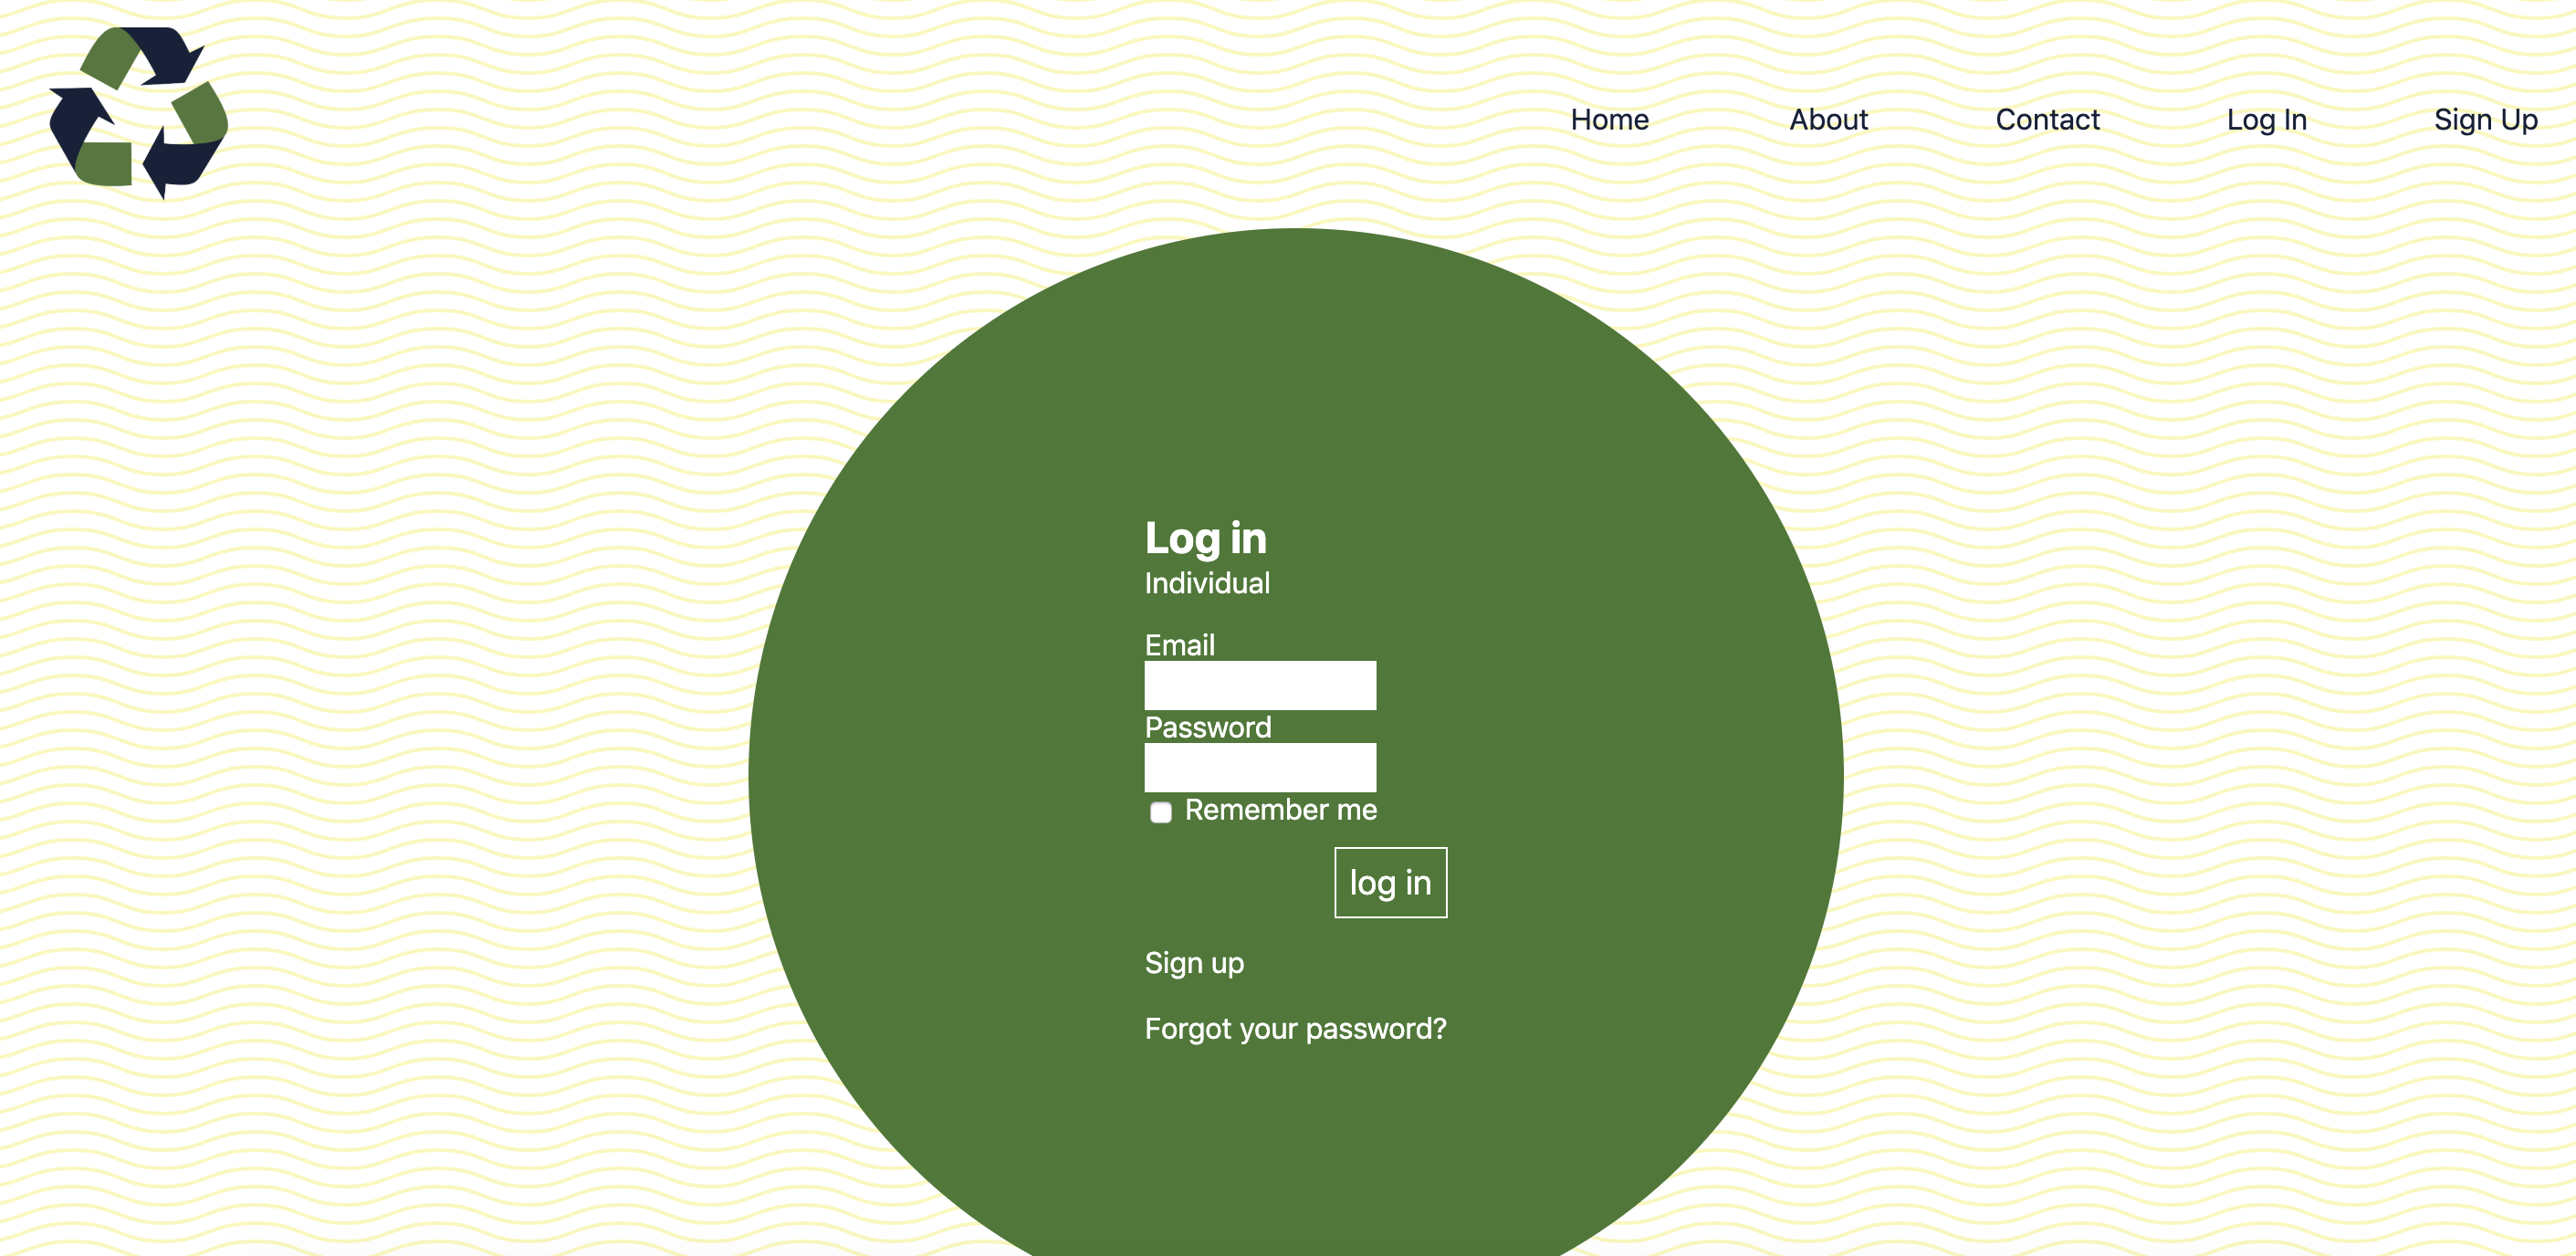 Home About Contact Log In Sign Up
Log in
Individual
Email
Password
Remember me
log in
Sign up
Forgot your password?